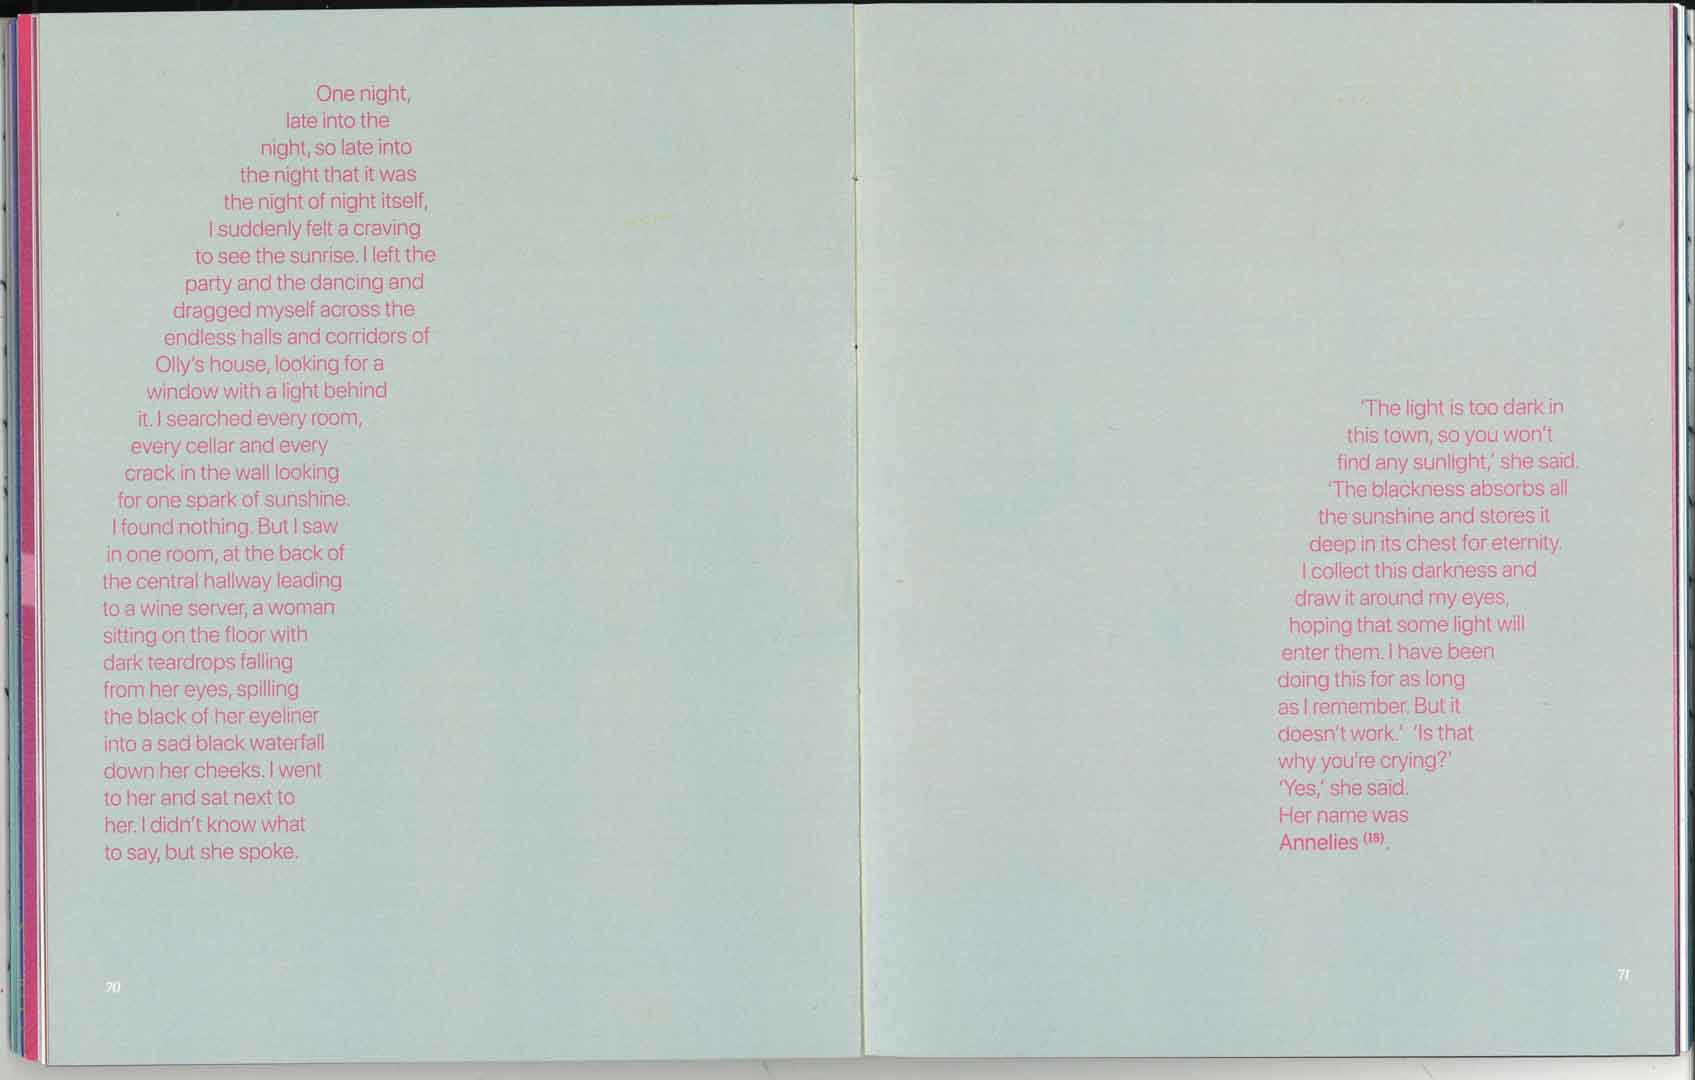 One night,
late into the
night, so late into
the night that it was
the night of night itself,
I suddenly felt a craving
to see the sunrise. I left the
party and the dancing and
dragged myself across the
endless halls and corridors of
Olly's house, looking for a
window with a light behind
it. I searched every room,
every cellar and every
crack in the wall looking
for one spark of sunshine.
I found nothing. But I saw
in one room, at the back of
the central hallway leading
to a wine server, a woman
sitting on the floor with
dark teardrops falling
from her eyes, spilling
the black of her eyeliner
into a sad black waterfall
down her cheeks. I went
to her and sat next to
her. I didn't know what
to say, but she spoke.
70
'The light is too dark in
this town, so you won't
find any sunlight,' she said.
'The blackness absorbs all
the sunshine and stores it
deep in its chest for eternity.
I collect this darkness and
draw it around my eyes,
hoping that some light will
enter them. I have been
doing this for as long
as I remember. But it
doesn't work.' 'Is that
why you're crying?'
'Yes,' she said.
Her name was
Annelies (18).
71